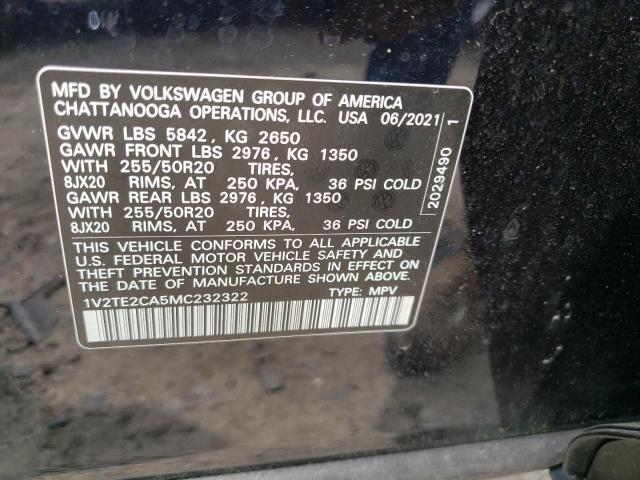 MFD BY VOLKSWAGEN GROUP OF AMERICA
CHATTANOOGA OPERATIONS, LLC. USA 06/2021
GVWR LBS 5842, KG 2650
GAWR FRONT LBS 2976, KG 1350
WITH 255/50R20 TIRES,
8JX20 RIMS, AT 250 KPA, 36 PSI COLD
GAWR REAR LBS 2976, KG 1350
WITH 255/50R20 TIRES,
8JX20 RIMS, AT 250 KPA, 36 PSI COLD
THIS VEHICLE CONFORMS TO ALL APPLICABLE
U.S. FEDERAL MOTOR VEHICLE SAFETY AND
THEFT PREVENTION STANDARDS IN EFFECT ON
THE DATE OF MANUFACTURE SHOWN ABOVE.
1V2TE2CA5MC232322 TYPE: MPV
2029490 1